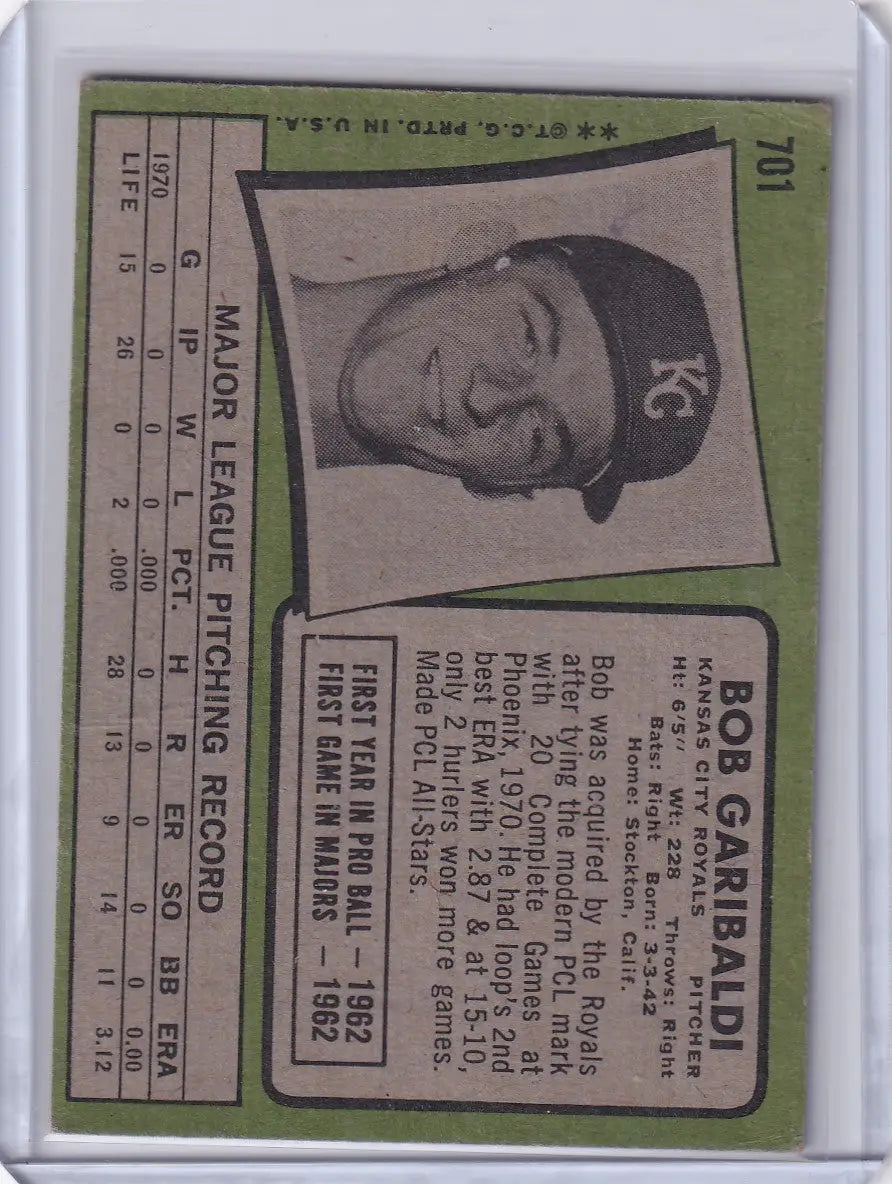 701
** @T.C.G. PRTD. IN U.S.A.
KC
BOB GARIBALDI
KANSAS CITY ROYALS PITCHER
Ht: 6'5" Wt: 228 Throws: Right
Bats: Right Born: 3-3-42
Home: Stockton, Calif.
Bob was acquired by the Royals
after tying the modern PCL mark
with 20 Complete Games at
Phoenix, 1970. He had loop's 2nd
best ERA with 2.87 & at 15-10,
only 2 hurlers won more games.
Made PCL All-Stars.
FIRST YEAR IN PRO BALL — 1962
FIRST GAME IN MAJORS — 1962
MAJOR LEAGUE PITCHING RECORD
G IP W L PCT. H R ER SO BB ERA
1970 0 0 0 0 .000 0 0 0 0 0 0.00
LIFE 15 26 0 2 .000 28 13 9 14 11 3.12